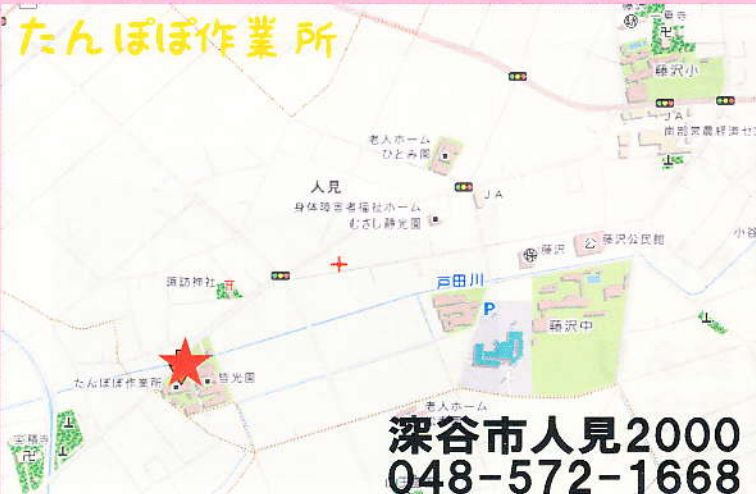 たんぽぽ作業所
藤沢小
JA
老人ホーム
ひとみ園
人見
JA
身体障害者福祉ホーム
むさし静光園
藤沢
公
藤沢公民館
諏訪神社
戸田川
P
藤沢中
たんぽぽ作業所
皆光園
老人ホーム
深谷市人見2000
048-572-1668